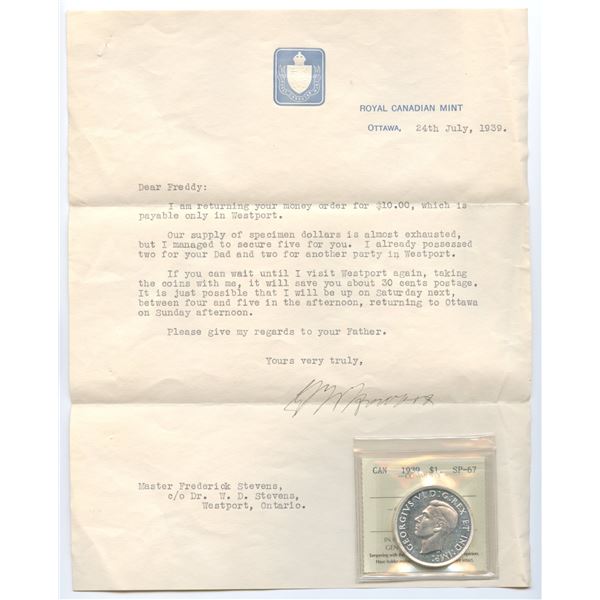 ROYAL CANADIAN MINT
OTTAWA, 24th July, 1939.
Dear Freddy:
I am returning your money order for $10.00, which is
payable only in Westport.
Our supply of specimen dollars is almost exhausted,
but I managed to secure five for you. I already possessed
two for your Dad and two for another party in Westport.
If you can wait until I visit Westport again, taking
the coins with me, it will save you about 30 cents postage.
It is just possible that I will be up on Saturday next,
between four and five in the afternoon, returning to Ottawa
on Sunday afternoon.
Please give my regards to your Father.
Yours very truly,
Master Frederick Stevens,
c/o Dr. W. D. Stevens,
Westport, Ontario.
CAN 1939 $1 SP-67
GEORGIVS VI D:G:REX ET IND:IMP: